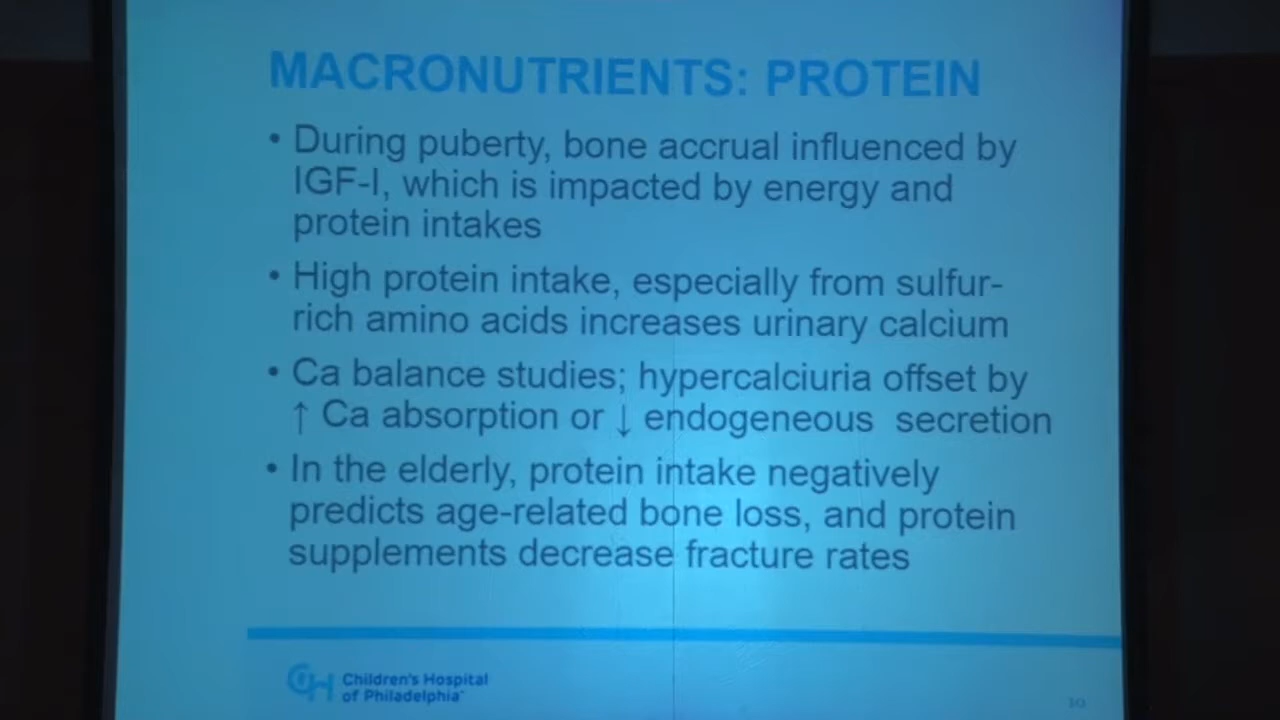 MACRONUTRIENTS: PROTEIN
• During puberty, bone accrual influenced by
IGF-I, which is impacted by energy and
protein intakes
• High protein intake, especially from sulfur-
rich amino acids increases urinary calcium
• Ca balance studies; hypercalciuria offset by
↑ Ca absorption or ↓ endogeneous secretion
• In the elderly, protein intake negatively
predicts age-related bone loss, and protein
supplements decrease fracture rates
CH Children's Hospital
of Philadelphia™
10